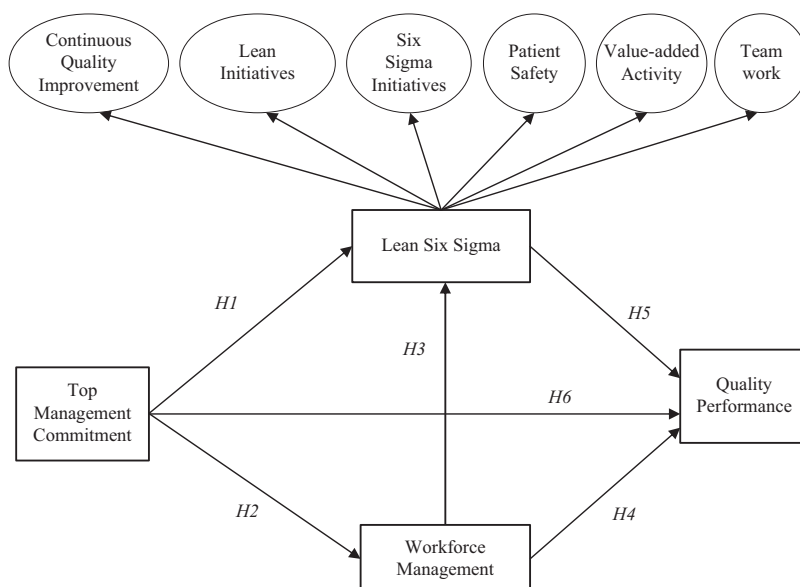 Continuous
Quality
Improvement
Lean
Initiatives
Six
Sigma
Initiatives
Patient
Safety
Value-added
Activity
Team
work
Lean Six Sigma
H1
H5
H3
Top
Management
Commitment
H6
Quality
Performance
H2
H4
Workforce
Management